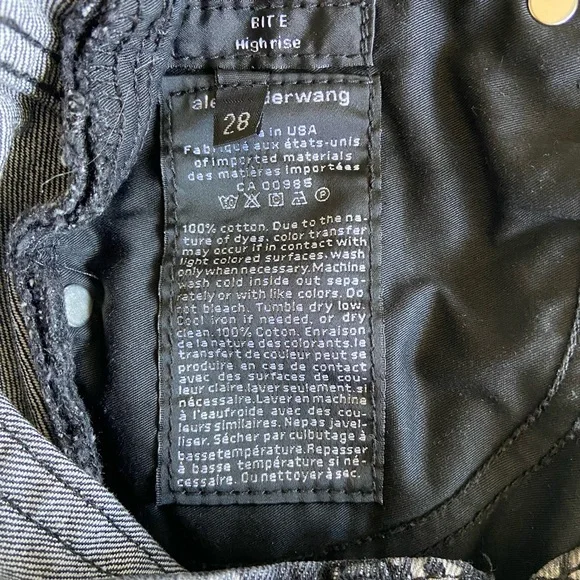 BITE
High rise
ale derwang
28
in USA
Fabriqué aux états-unis
of imported materials
des matières importées
CA 00985
P
100% cotton. Due to the na-
ture of dyes, color transfer
may occur if in contact with
light colored surfaces. Wash
only when necessary. Machine
wash cold inside out sepa-
rately or with like colors. Do
not bleach. Tumble dry low.
Cool iron if needed, or dry
clean. 100% Coton. Enraison
de la nature des colorants, le
transfert de couleur peut se
produire en cas de contact
avec des surfaces de cou-
leur claire. laver seulement. si
nécessaire. Laver en machine
à l'eau froide avec des cou-
leurs similaires. Ne pas javel-
liser. Sécher par culbutage à
basse température. Repasser
è basse température si né-
cessaire. Ou nettoyer à sec.